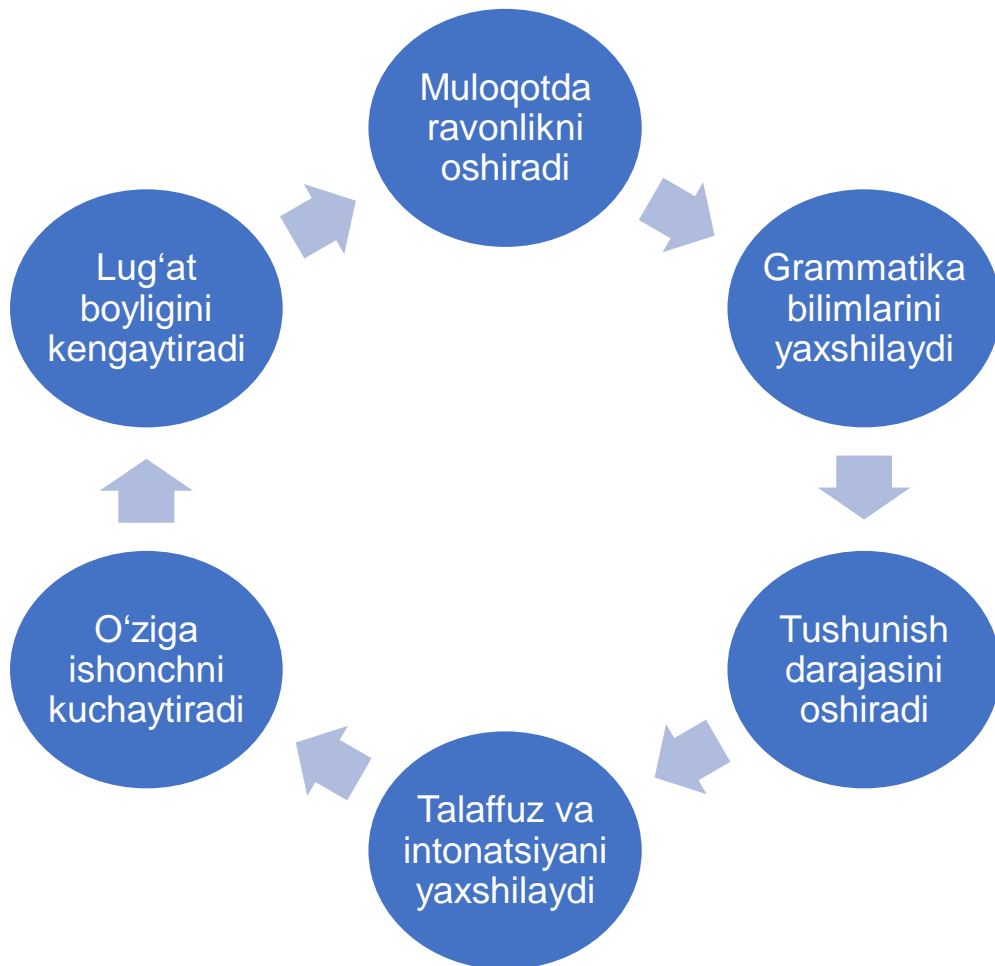 Muloqotda
ravonlikni
oshiradi
Grammatika
bilimlarini
yaxshilaydi
Tushunish
darajasini
oshiradi
Talaffuz va
intonatsiyani
yaxshilaydi
O‘ziga
ishonchni
kuchaytiradi
Lug‘at
boyligini
kengaytiradi